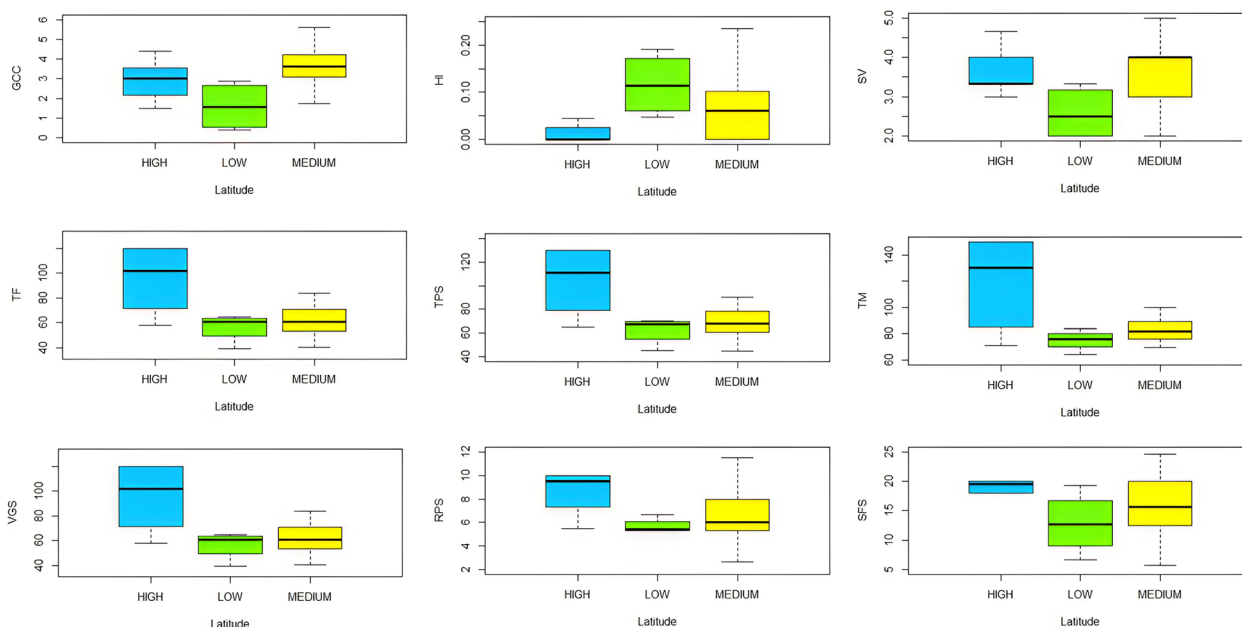 GCC
6
5
4
3
2
1
0
HIGH LOW MEDIUM
Latitude
HI
0.20
0.10
0.00
HIGH LOW MEDIUM
Latitude
SV
5.0
4.0
3.0
2.0
HIGH LOW MEDIUM
Latitude
TF
100
80
60
40
HIGH LOW MEDIUM
Latitude
TPS
120
80
60
40
HIGH LOW MEDIUM
Latitude
TM
140
100
80
60
HIGH LOW MEDIUM
Latitude
VGS
100
80
60
40
HIGH LOW MEDIUM
Latitude
RPS
12
10
8
6
4
2
HIGH LOW MEDIUM
Latitude
SFS
25
20
15
10
5
HIGH LOW MEDIUM
Latitude